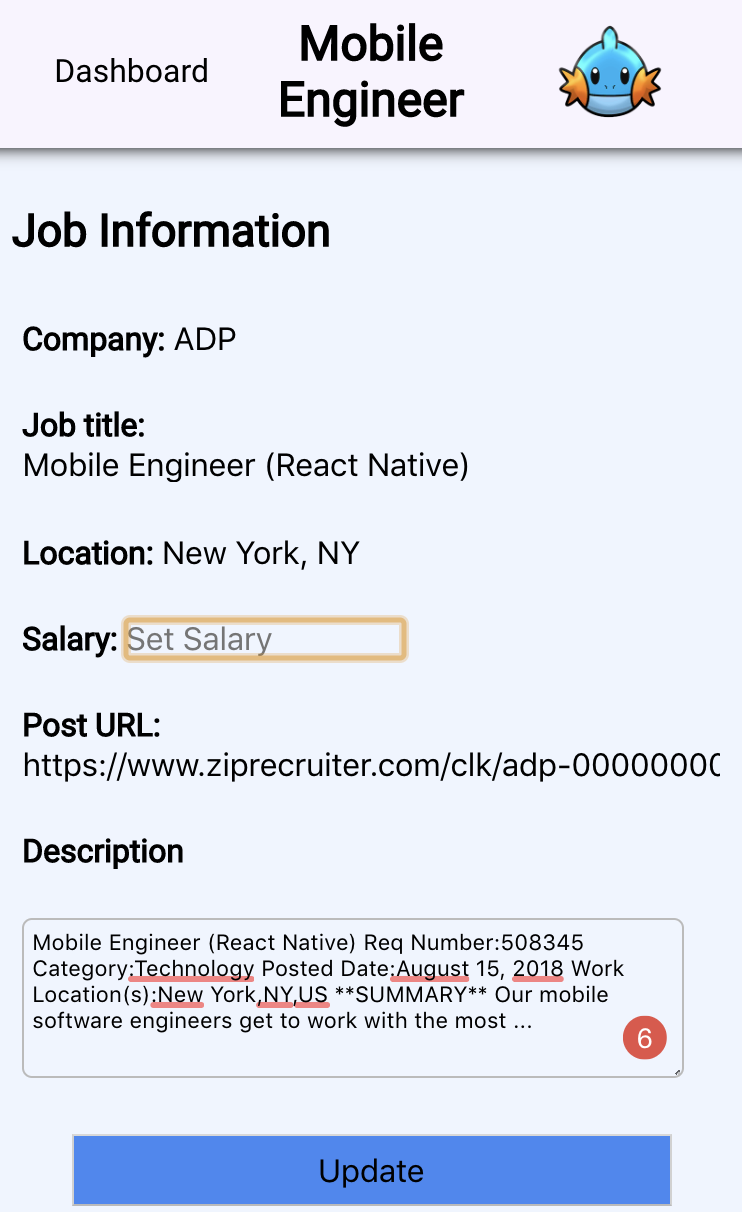 Dashboard
Mobile
Engineer
Job Information
Company: ADP
Job title:
Mobile Engineer (React Native)
Location: New York, NY
Salary: Set Salary
Post URL:
https://www.ziprecruiter.com/clk/adp-00000000
Description
Mobile Engineer (React Native) Req Number:508345
Category:Technology Posted Date:August 15, 2018 Work
Location(s):New York,NY,US **SUMMARY** Our mobile
software engineers get to work with the most ...
6
Update